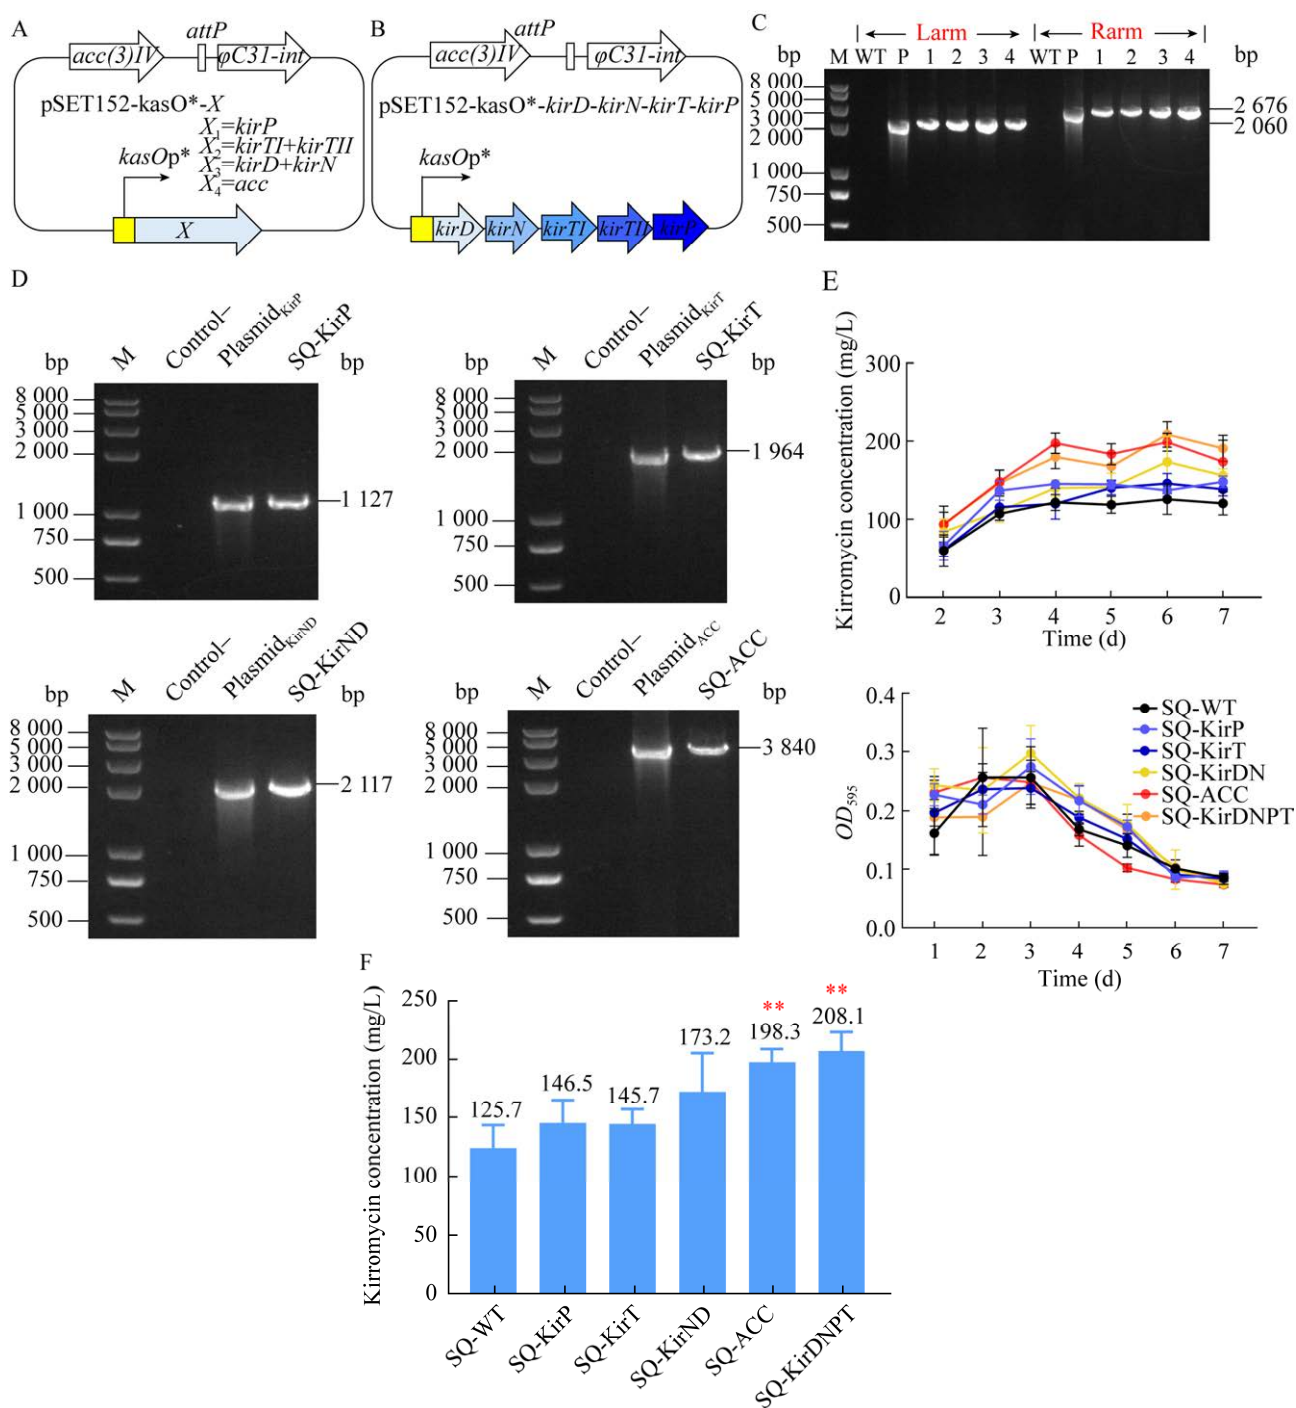 A
attP
acc(3)IV
φC31-int
pSET152-kasO*-X
X1=kirP
X2=kirTI+kirTII
X3=kirD+kirN
X4=acc
kasOp*
X
B
attP
acc(3)IV
φC31-int
pSET152-kasO*-kirD-kirN-kirT-kirP
kasOp*
kirD kirN kirTI kirTII kirP
C
Larm Rarm
bp M WT P 1 2 3 4 WT P 1 2 3 4 bp
8 000
5 000
3 000
2 000
1 000
750
500
2 676
2 060
D
bp M Control– Plasmid KirP SQ-KirP bp
8 000
5 000
3 000
2 000
1 000
750
500
1 127
bp M Control– Plasmid KirT SQ-KirT bp
8 000
5 000
3 000
2 000
1 000
750
500
1 964
bp M Control– Plasmid KirND SQ-KirND bp
8 000
5 000
3 000
2 000
1 000
750
500
2 117
bp M Control– Plasmid ACC SQ-ACC bp
8 000
5 000
3 000
2 000
1 000
750
500
3 840
E
Kirromycin concentration (mg/L)
300
200
100
0
2 3 4 5 6 7
Time (d)
OD595
0.4
0.3
0.2
0.1
0.0
1 2 3 4 5 6 7
Time (d)
SQ-WT
SQ-KirP
SQ-KirT
SQ-KirDN
SQ-ACC
SQ-KirDNPT
F
Kirromycin concentration (mg/L)
250
200
150
100
50
0
125.7
146.5
145.7
173.2
**
198.3
**
208.1
SQ-WT
SQ-KirP
SQ-KirT
SQ-KirND
SQ-ACC
SQ-KirDNPT